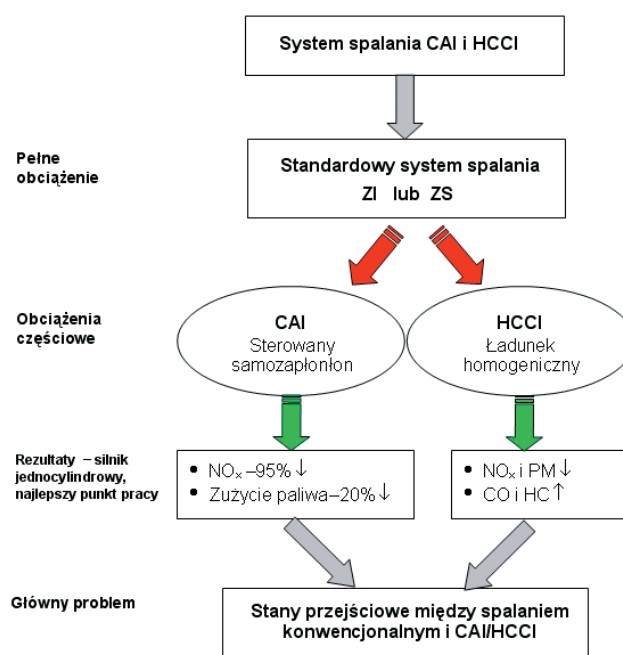 System spalania CAI i HCCI
Pełne
obciążenie
Standardowy system spalania
ZI lub ZS
Obciążenia
częściowe
CAI
Sterowany
samozapłonłon
HCCI
Ładunek
homogeniczny
Rezultaty – silnik
jednocylindrowy,
najlepszy punkt pracy
• NOₓ –95% ↓
• Zużycie paliwa–20% ↓
• NOₓ i PM ↓
• CO i HC ↑
Główny problem
Stany przejściowe między spalaniem
konwencjonalnym i CAI/HCCI